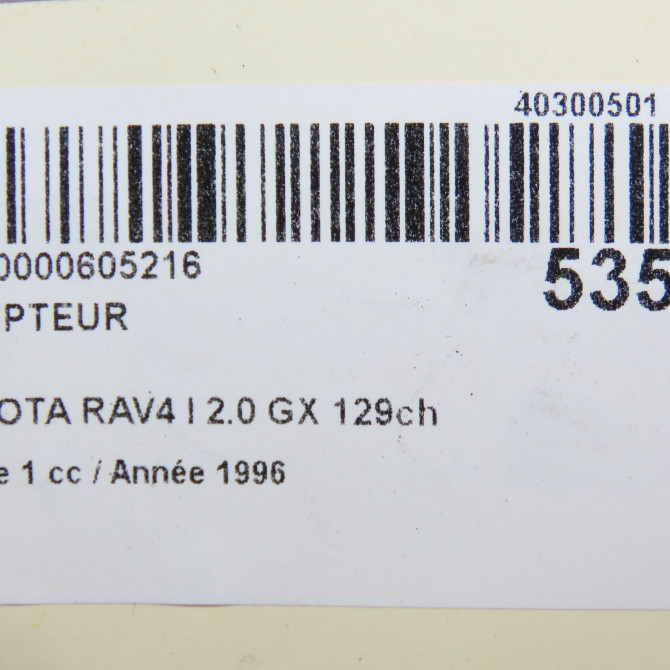 40300501
0000605216
535
PTEUR
OTA RAV4 I 2.0 GX 129ch
e 1 cc / Année 1996